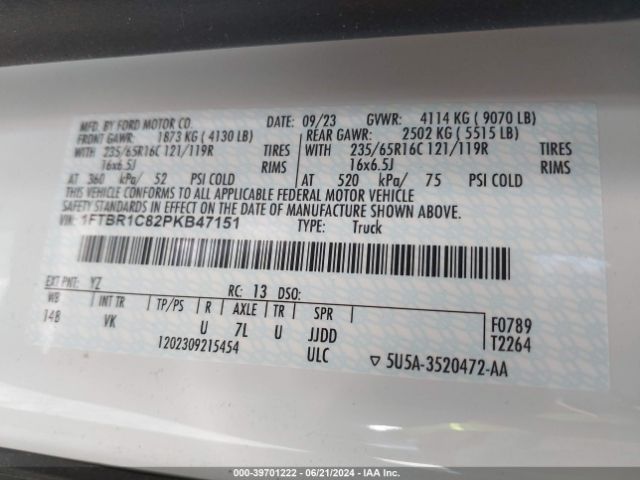 MFD. BY FORD MOTOR CO. DATE: 09/23 GVWR: 4114 KG ( 9070 LB)
FRONT GAWR: 1873 KG ( 4130 LB) REAR GAWR: 2502 KG ( 5515 LB)
WITH 235/65R16C 121/119R TIRES WITH 235/65R16C 121/119R TIRES
16x6.5J RIMS 16x6.5J RIMS
AT 360 kPa/ 52 PSI COLD AT 520 kPa/ 75 PSI COLD
THIS VEHICLE CONFORMS TO ALL APPLICABLE FEDERAL MOTOR VEHICLE
SAFETY STANDARDS IN EFFECT ON THE DATE OF MANUFACTURE SHOWN ABOVE.
VIN: 1FTBR1C82PKB47151 TYPE: Truck
EXT PNT: YZ RC: 13 DSO:
WB INT TR TP/PS R AXLE TR SPR
148 VK U 7L U JJDD F0789
1202309215454 ULC T2264
5U5A-3520472-AA
000-39701222 - 06/21/2024 - IAA Inc.